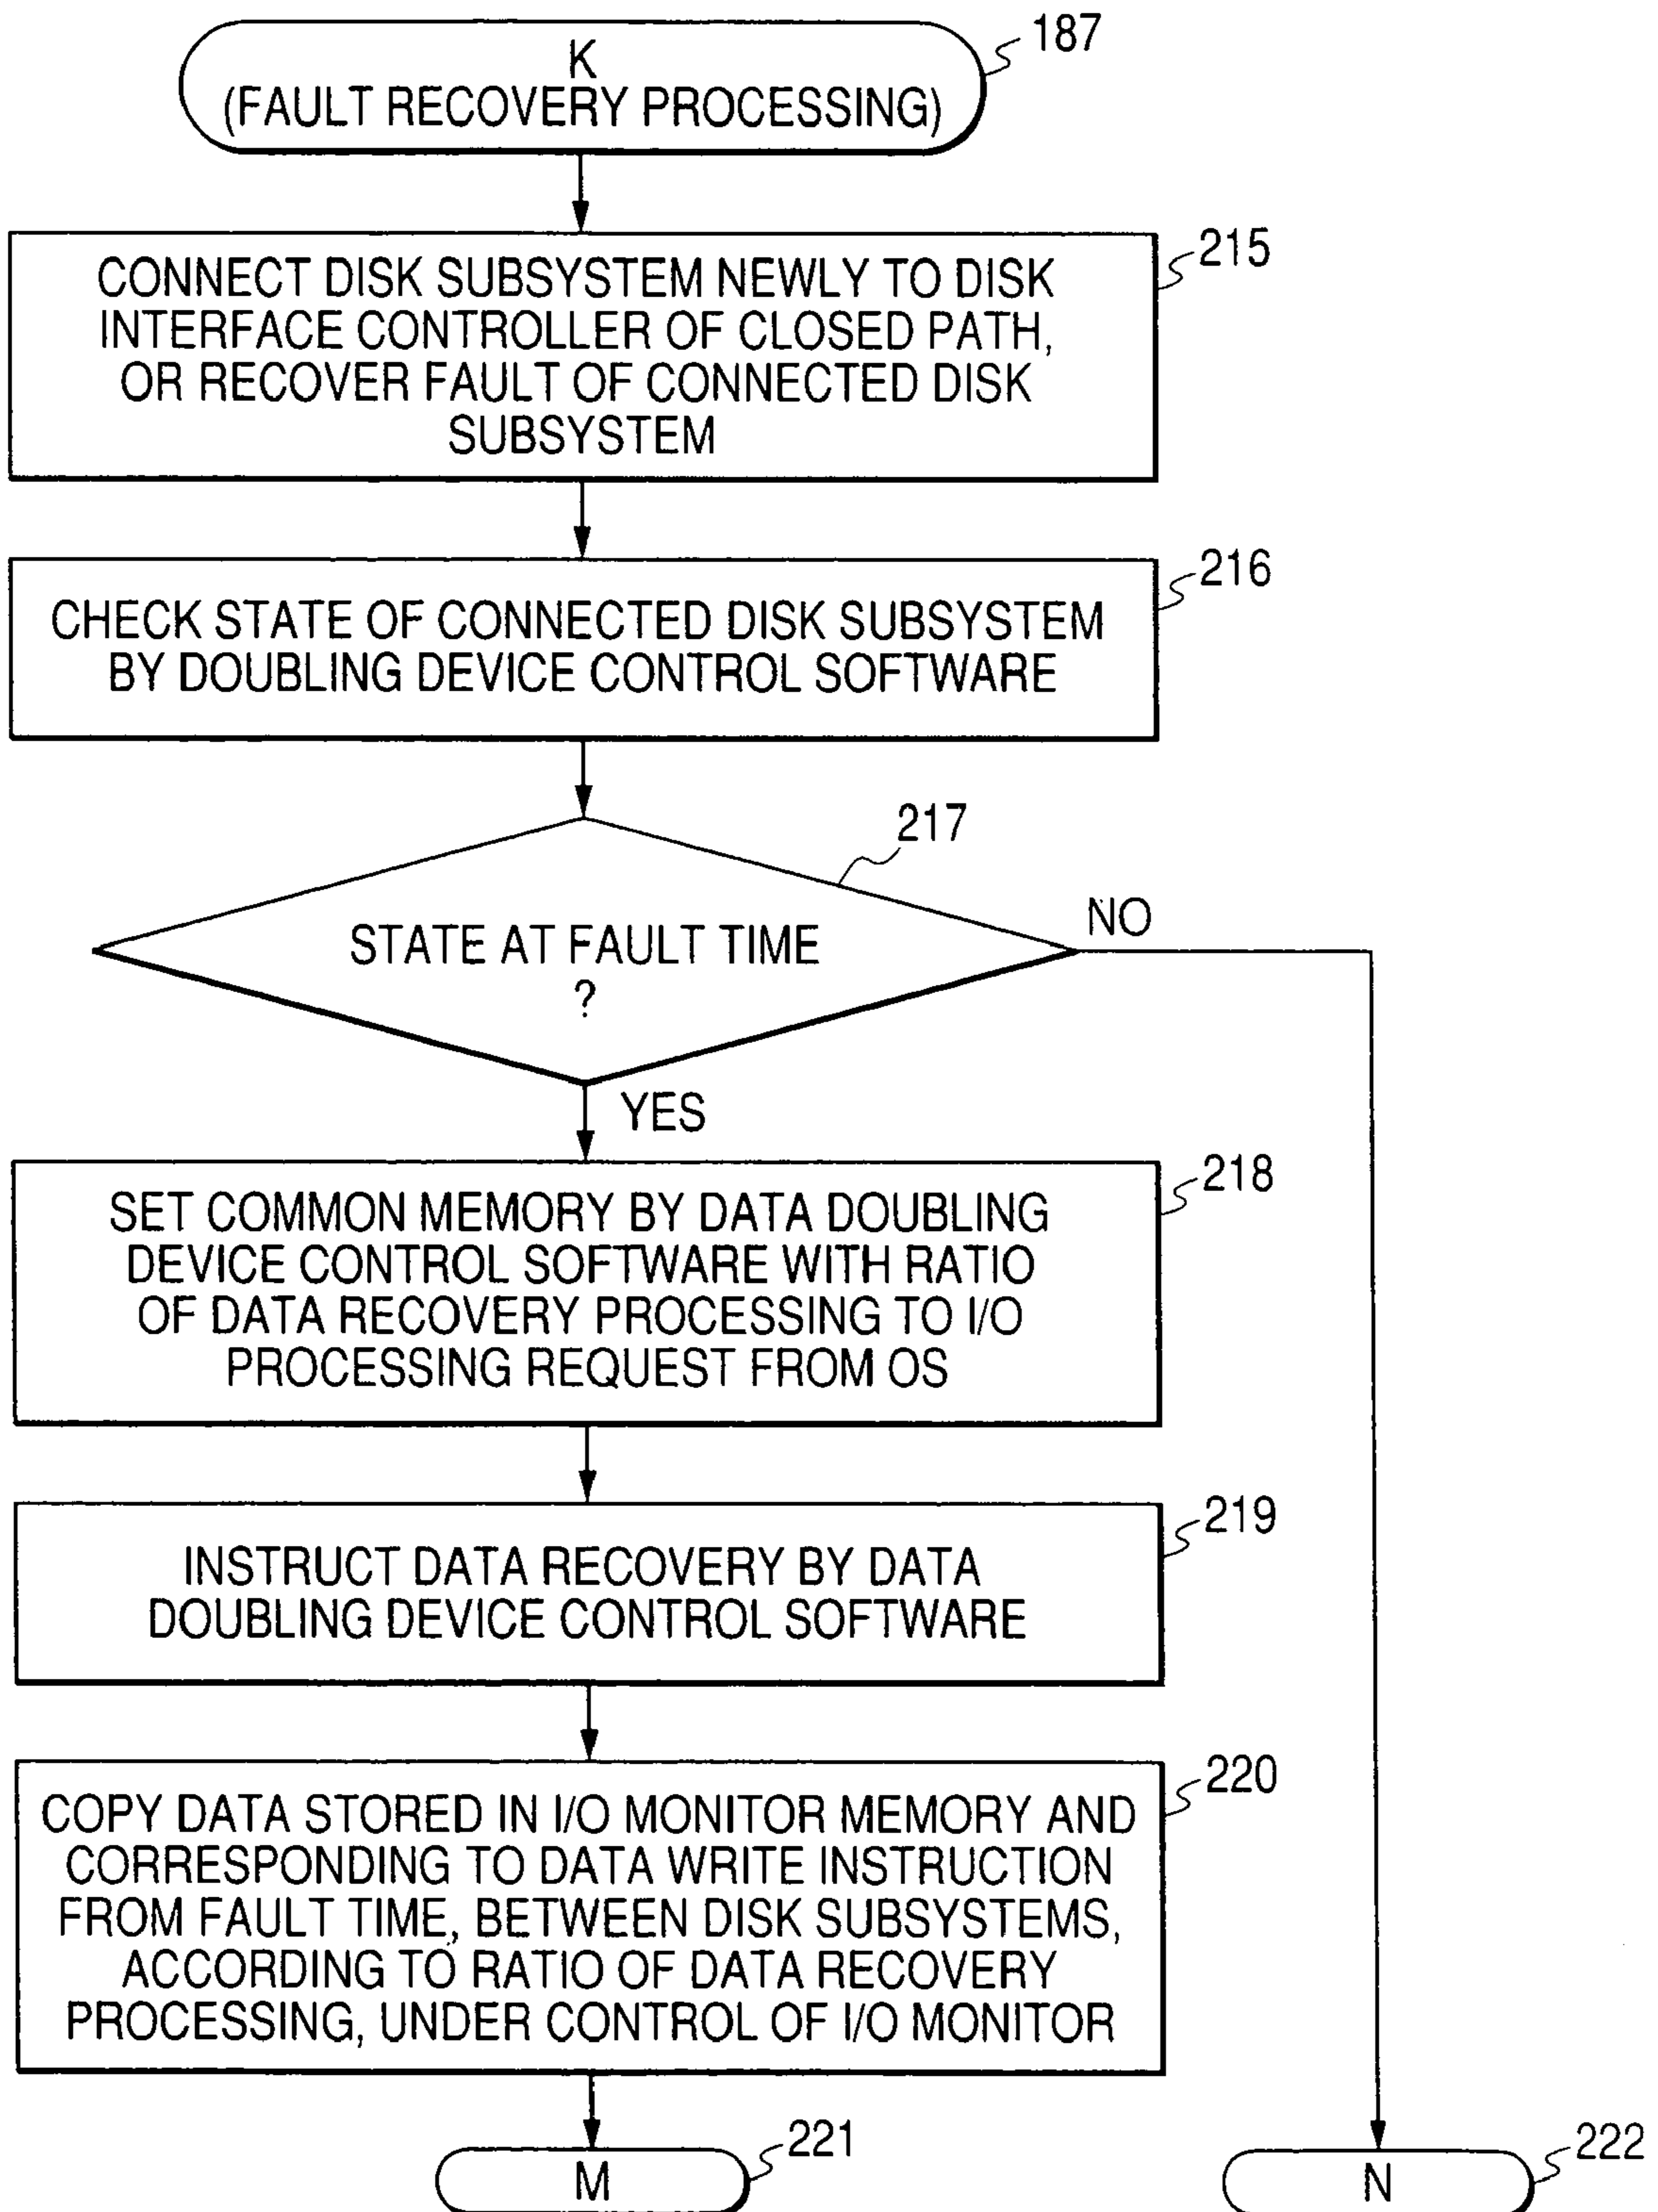 K
187
(FAULT RECOVERY PROCESSING)
215
CONNECT DISK SUBSYSTEM NEWLY TO DISK
INTERFACE CONTROLLER OF CLOSED PATH,
OR RECOVER FAULT OF CONNECTED DISK
SUBSYSTEM
216
CHECK STATE OF CONNECTED DISK SUBSYSTEM
BY DOUBLING DEVICE CONTROL SOFTWARE
217
STATE AT FAULT TIME
?
NO
YES
218
SET COMMON MEMORY BY DATA DOUBLING
DEVICE CONTROL SOFTWARE WITH RATIO
OF DATA RECOVERY PROCESSING TO I/O
PROCESSING REQUEST FROM OS
219
INSTRUCT DATA RECOVERY BY DATA
DOUBLING DEVICE CONTROL SOFTWARE
220
COPY DATA STORED IN I/O MONITOR MEMORY AND
CORRESPONDING TO DATA WRITE INSTRUCTION
FROM FAULT TIME, BETWEEN DISK SUBSYSTEMS,
ACCORDING TO RATIO OF DATA RECOVERY
PROCESSING, UNDER CONTROL OF I/O MONITOR
221
M
222
N